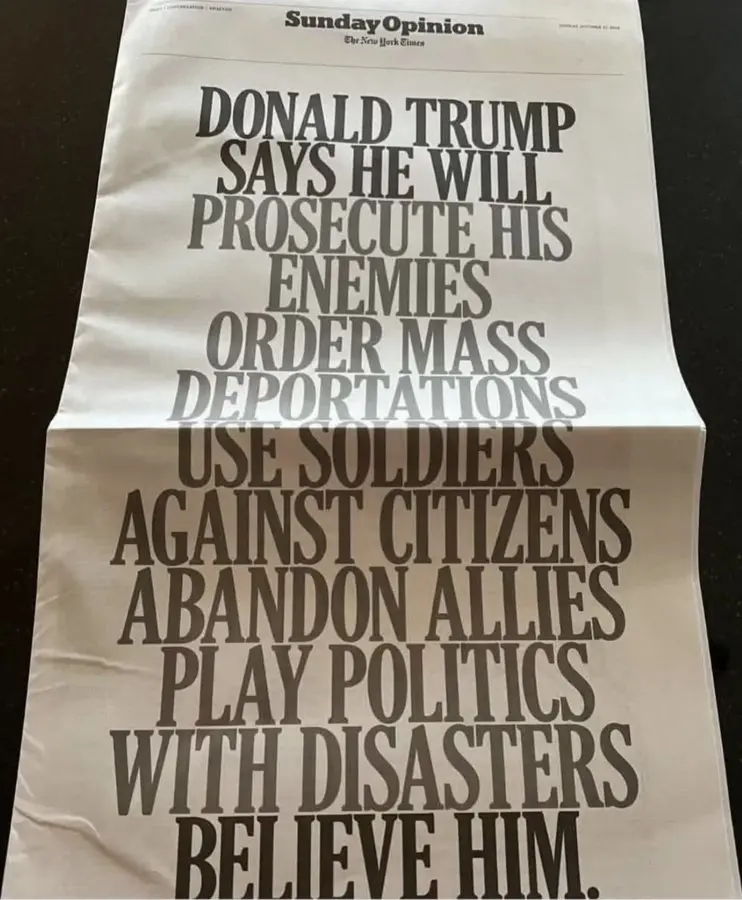 Sunday Opinion
The New York Times
DONALD TRUMP
SAYS HE WILL
PROSECUTE HIS
ENEMIES
ORDER MASS
DEPORTATIONS
USE SOLDIERS
AGAINST CITIZENS
ABANDON ALLIES
PLAY POLITICS
WITH DISASTERS
BELIEVE HIM.